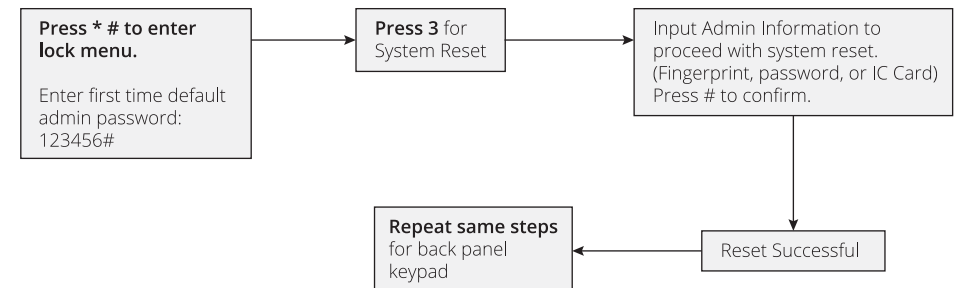 Press * # to enter
lock menu.
Enter first time default
admin password:
123456#
Press 3 for
System Reset
Input Admin Information to
proceed with system reset.
(Fingerprint, password, or IC Card)
Press # to confirm.
Reset Successful
Repeat same steps
for back panel
keypad